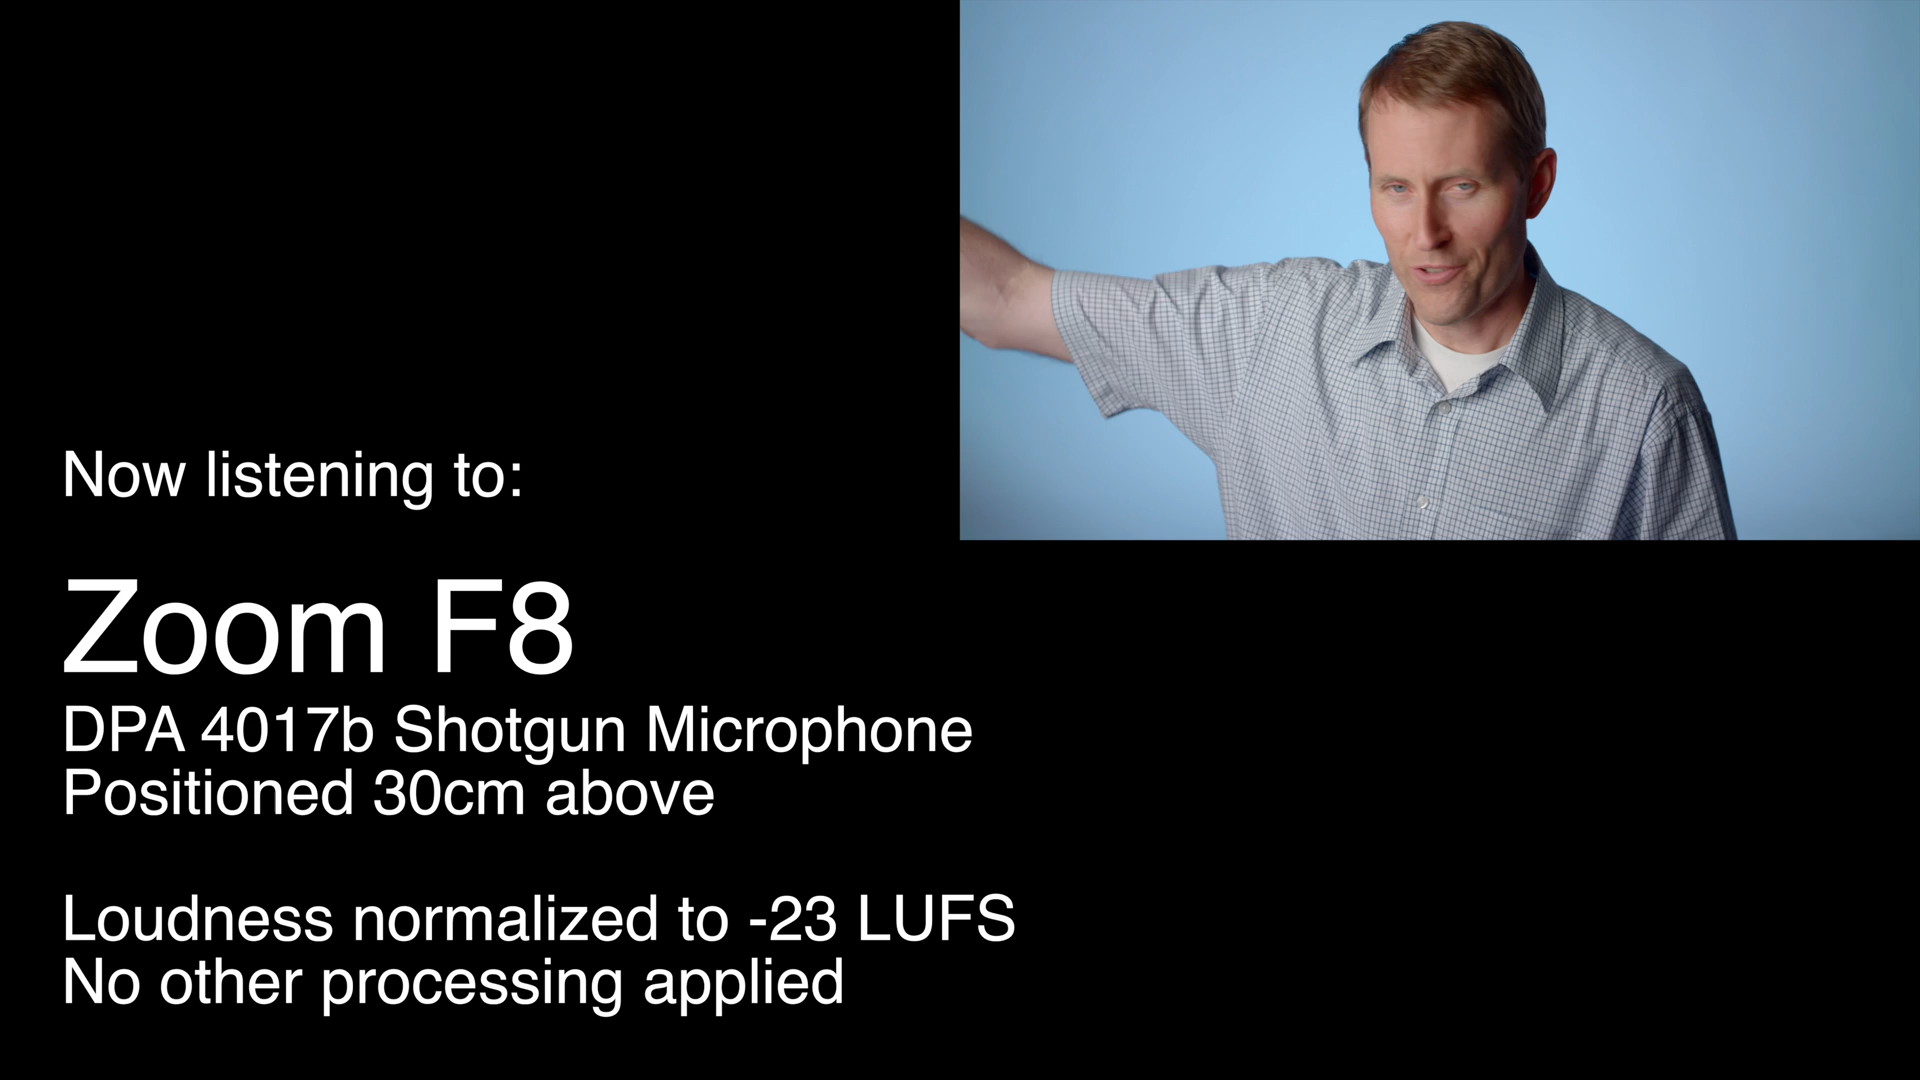 Now listening to:
Zoom F8
DPA 4017b Shotgun Microphone
Positioned 30cm above
Loudness normalized to -23 LUFS
No other processing applied